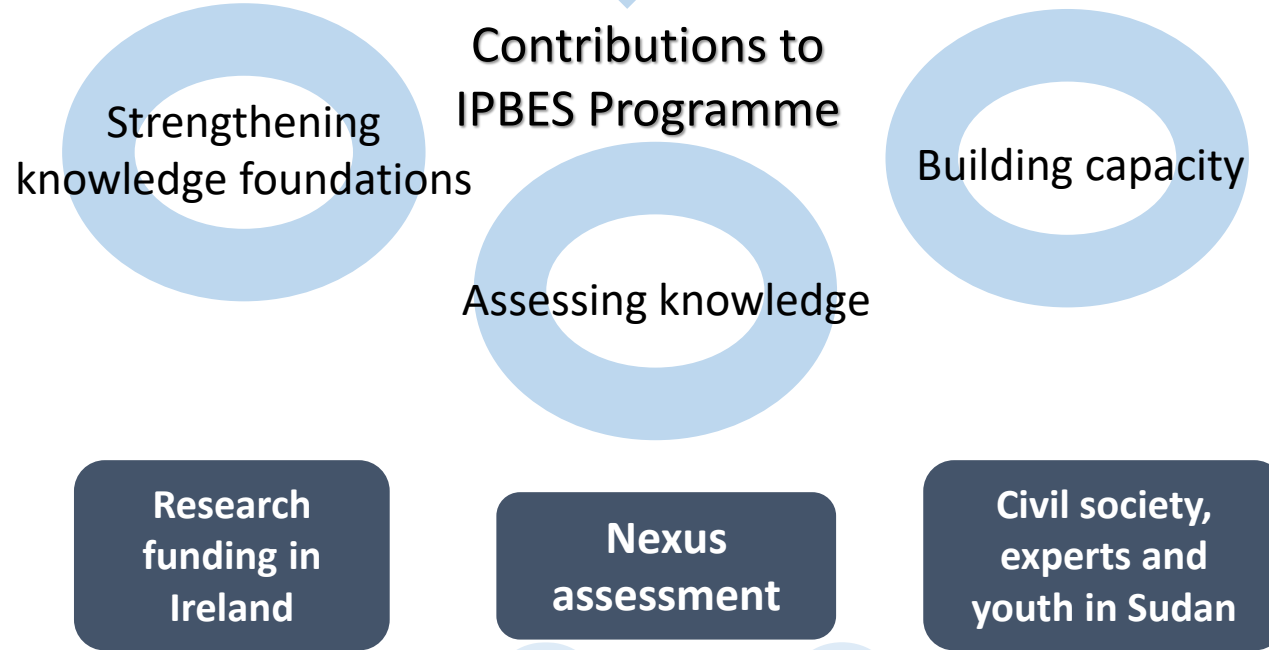 Contributions to
IPBES Programme
Strengthening
knowledge foundations
Assessing knowledge
Building capacity
Research
funding in
Ireland
Nexus
assessment
Civil society,
experts and
youth in Sudan